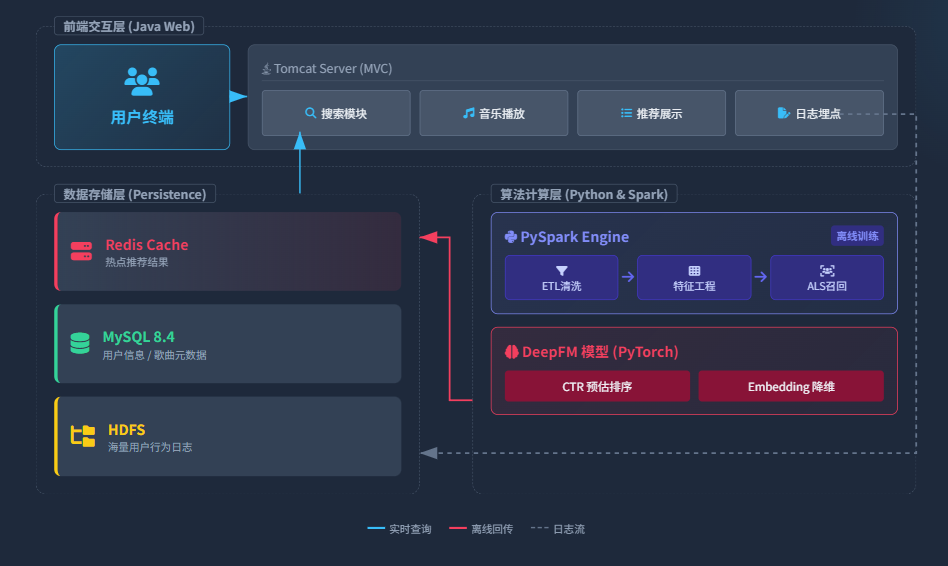 前端交互层 (Java Web)
用户终端
Tomcat Server (MVC)
搜索模块
音乐播放
推荐展示
日志埋点
数据存储层 (Persistence)
Redis Cache
热点推荐结果
MySQL 8.4
用户信息 / 歌曲元数据
HDFS
海量用户行为日志
算法计算层 (Python & Spark)
PySpark Engine
离线训练
ETL清洗
特征工程
ALS召回
DeepFM 模型 (PyTorch)
CTR 预估排序
Embedding 降维
实时查询
离线回传
日志流